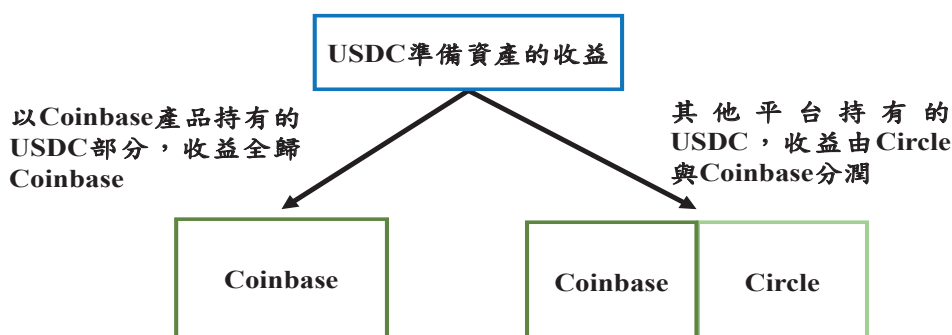 USDC準備資產的收益
以Coinbase產品持有的
USDC部分，收益全歸
Coinbase
其他平台持有的
USDC，收益由Circle
與Coinbase分潤
Coinbase
Coinbase
Circle